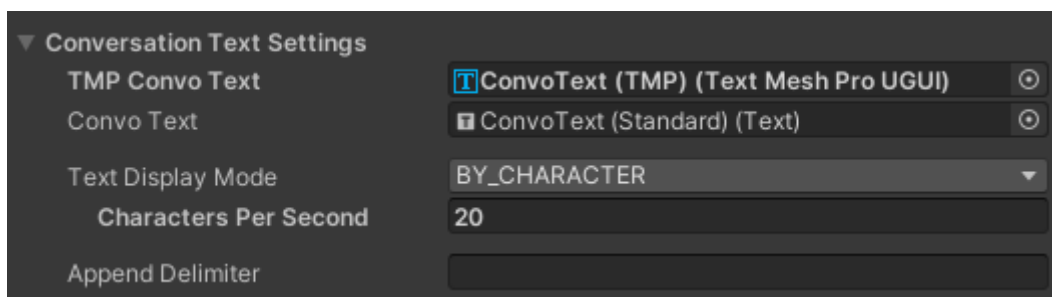 Conversation Text Settings
TMP Convo Text ConvoText (TMP) (Text Mesh Pro UGUI)
Convo Text ConvoText (Standard) (Text)
Text Display Mode BY_CHARACTER
Characters Per Second 20
Append Delimiter